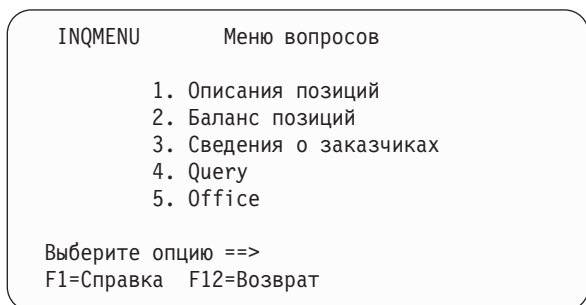 INQMENU Меню вопросов
1. Описания позиций
2. Баланс позиций
3. Сведения о заказчиках
4. Query
5. Office
Выберите опцию ==>
F1=Справка F12=Возврат